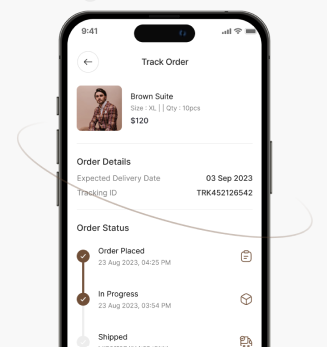 9:41
Track Order
Brown Suite
Size : XL | | Qty : 10pcs
$120
Order Details
Expected Delivery Date 03 Sep 2023
Tracking ID TRK452126542
Order Status
Order Placed
23 Aug 2023, 04:25 PM
In Progress
23 Aug 2023, 03:54 PM
Shipped